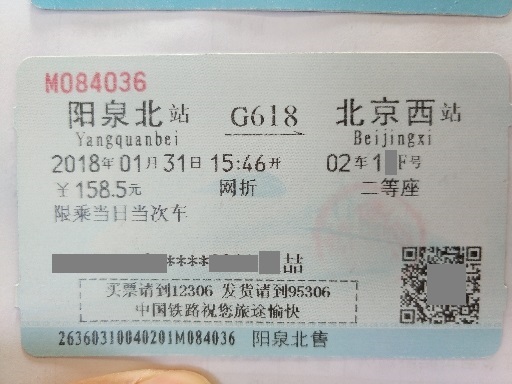 M084036
阳泉北站 G618 北京西站
Yangquanbei Beijingxi
2018年01月31日 15:46开 02车1 F号
¥158.5元 网折 二等座
限乘当日当次车
**** 喆
买票请到12306 发货请到95306
中国铁路祝您旅途愉快
26360310040201M084036 阳泉北售